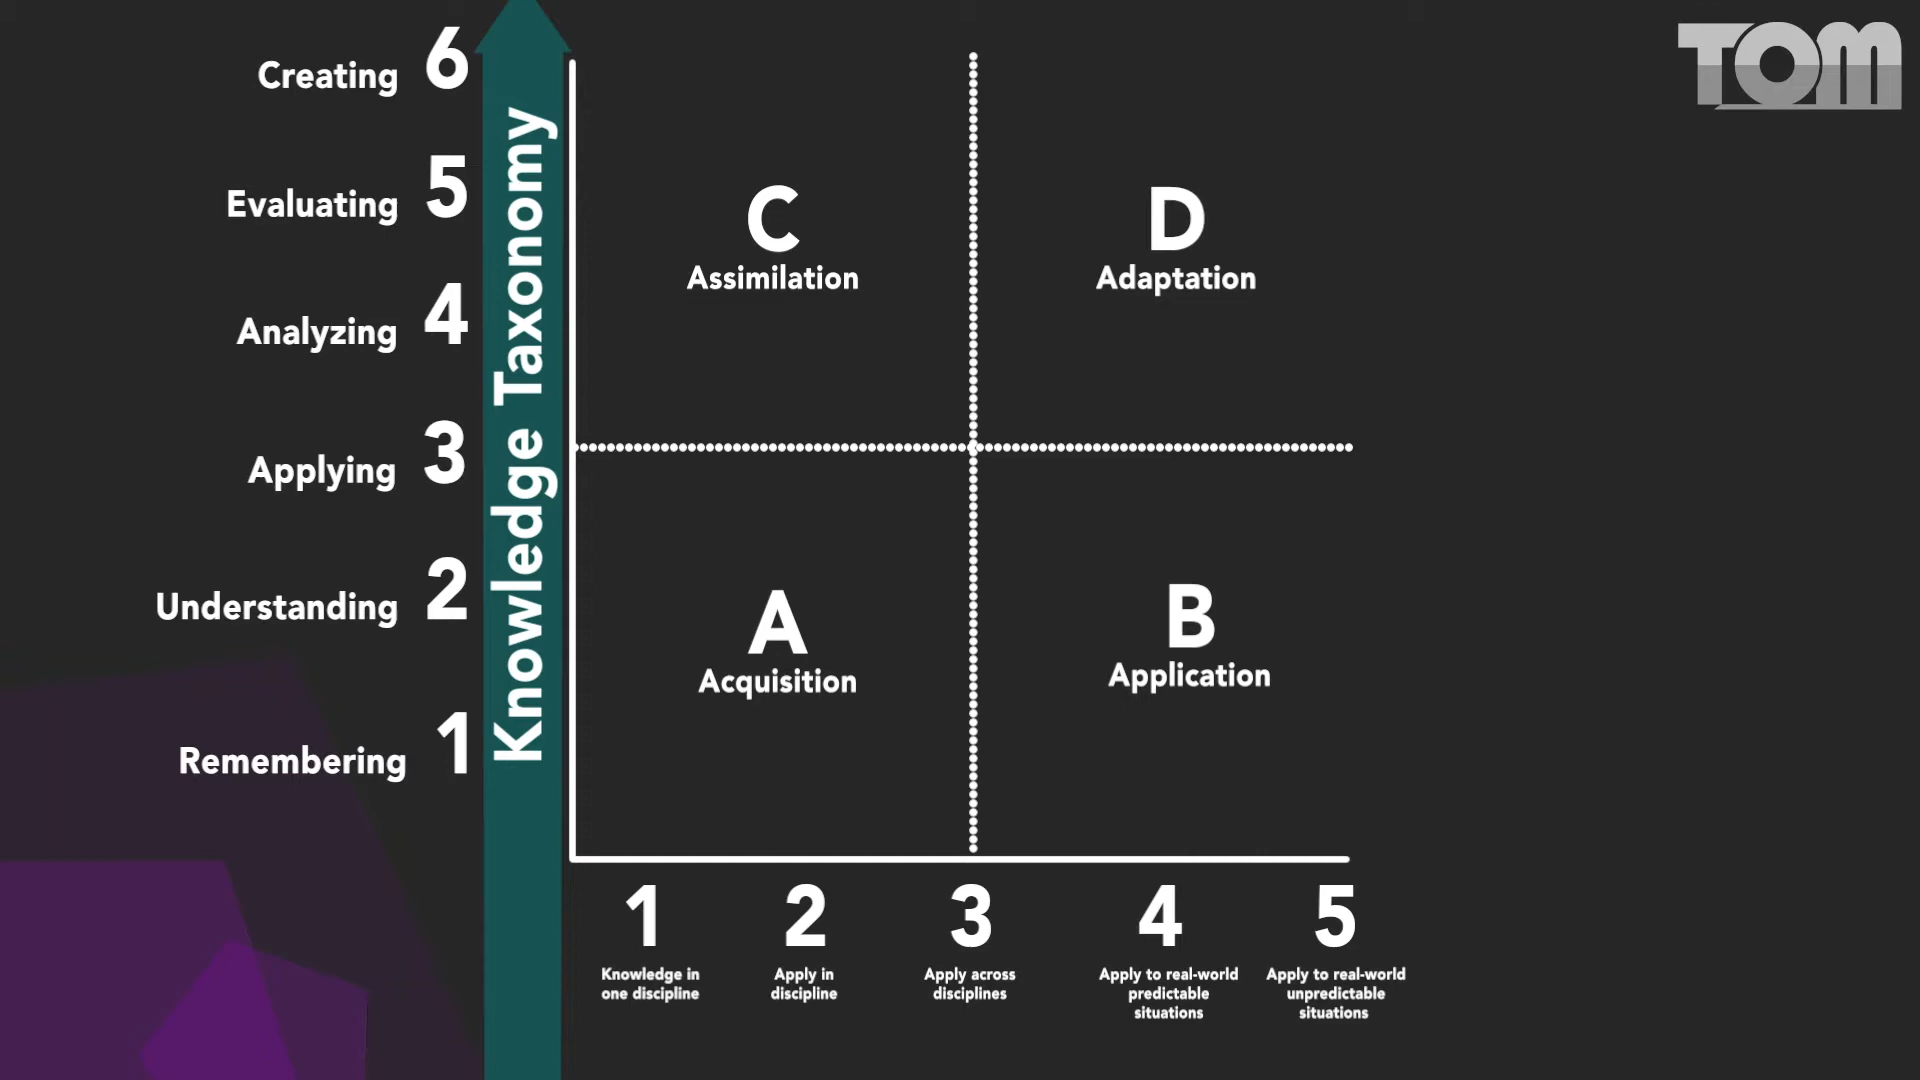 TOM
Creating 6
Evaluating 5
Analyzing 4
Applying 3
Understanding 2
Remembering 1
Knowledge Taxonomy
C
Assimilation
D
Adaptation
A
Acquisition
B
Application
1
Knowledge in
one discipline
2
Apply in
discipline
3
Apply across
disciplines
4
Apply to real-world
predictable
situations
5
Apply to real-world
unpredictable
situations